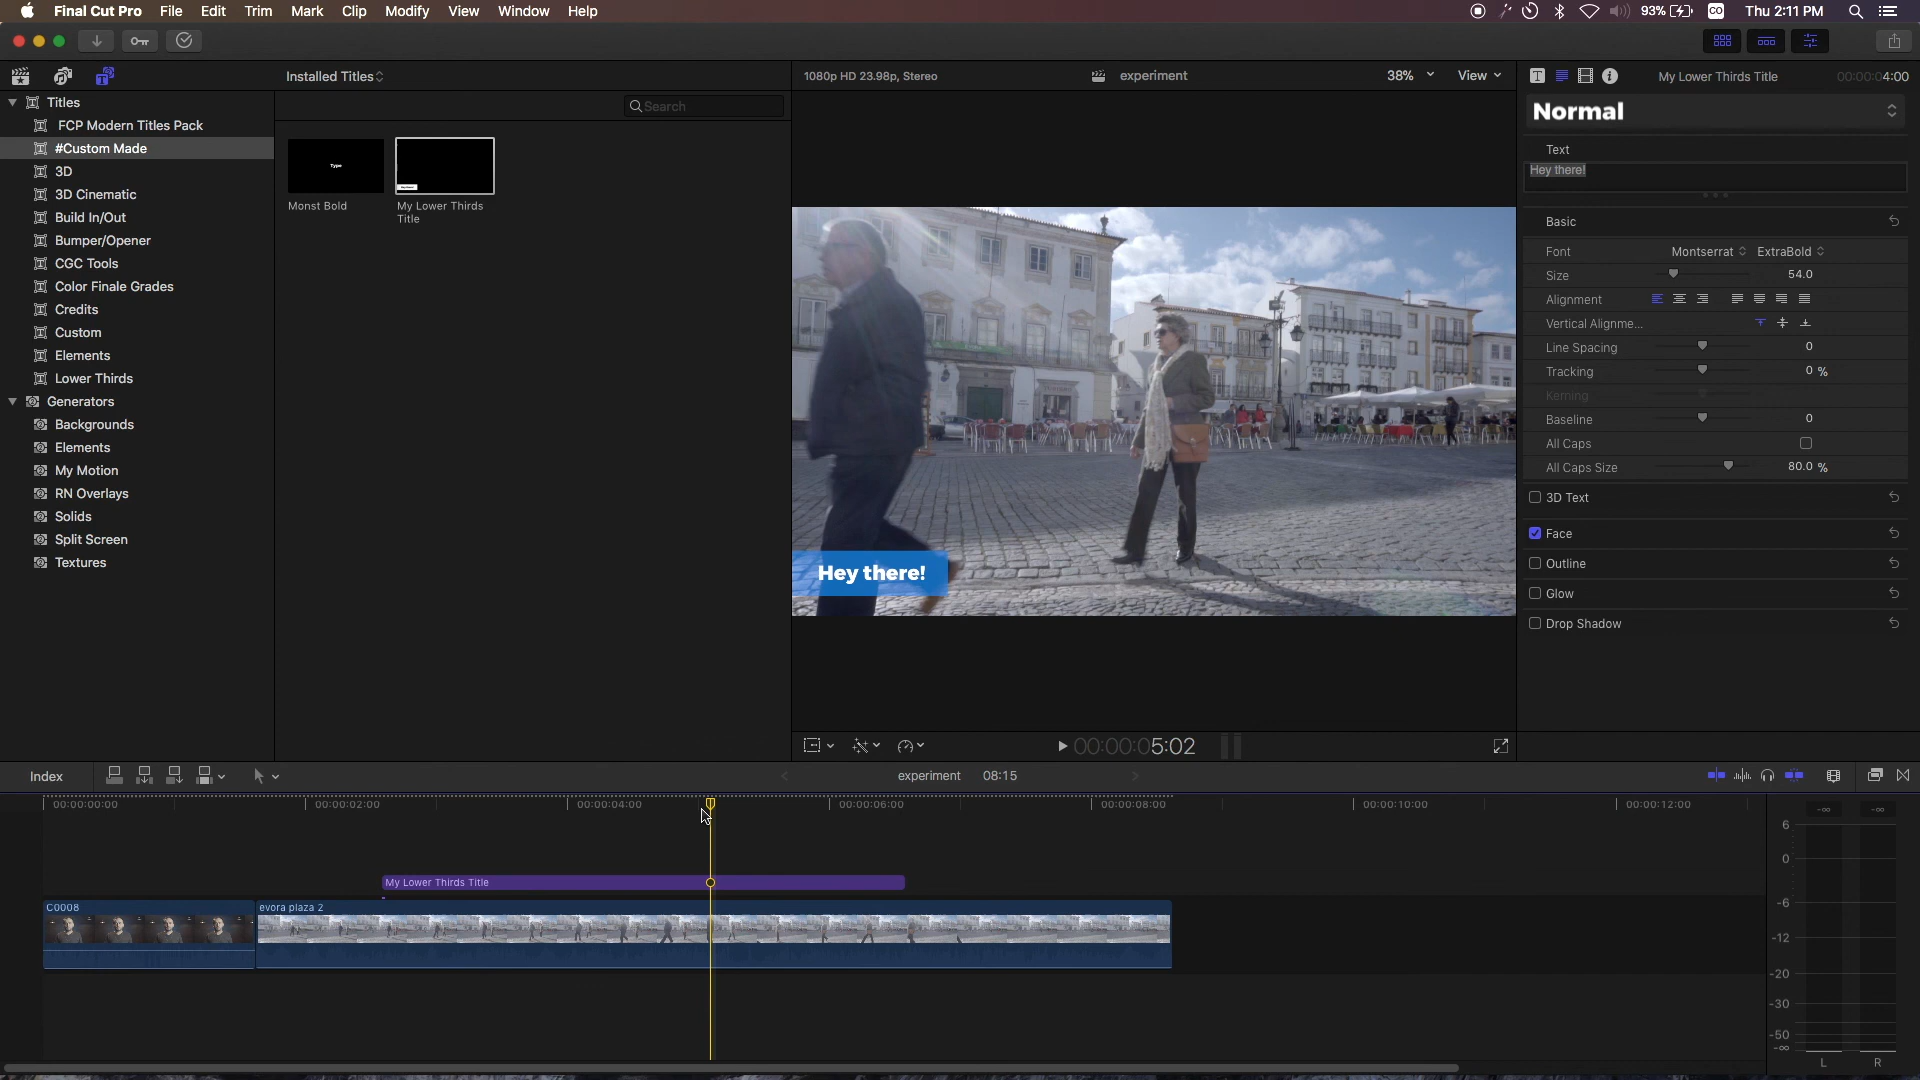 Final Cut Pro File Edit Trim Mark Clip Modify View Window Help 93% CO Thu 2:11 PM
Installed Titles
1080p HD 23.98p, Stereo experiment 38% View
My Lower Thirds Title 00:00:04:00
Titles
FCP Modern Titles Pack
#Custom Made
3D
3D Cinematic
Build In/Out
Bumper/Opener
CGC Tools
Color Finale Grades
Credits
Custom
Elements
Lower Thirds
Generators
Backgrounds
Elements
My Motion
RN Overlays
Solids
Split Screen
Textures
Search
Type
Monst Bold
My Lower Thirds
Title
Hey there!
Normal
Text
Hey there!
Basic
Font Montserrat ExtraBold
Size 54.0
Alignment
Vertical Alignme...
Line Spacing 0
Tracking 0 %
Kerning
Baseline 0
All Caps
All Caps Size 80.0 %
3D Text
Face
Outline
Glow
Drop Shadow
00:00:05:02
Index
experiment 08:15
00:00:00:00 00:00:02:00 00:00:04:00 00:00:06:00 00:00:08:00 00:00:10:00 00:00:12:00
My Lower Thirds Title
C0008
evora plaza 2
-∞ -∞
6
0
-6
-12
-20
-30
-50
-∞
L R